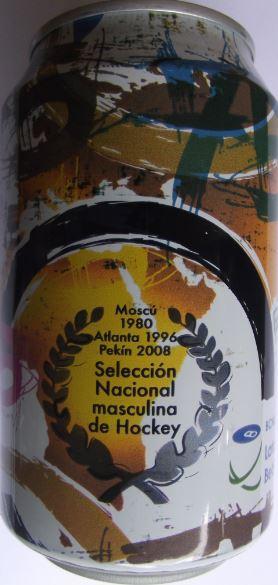 Moscú
1980
Atlanta 1996
Pekín 2008
Selección
Nacional
masculina
de Hockey